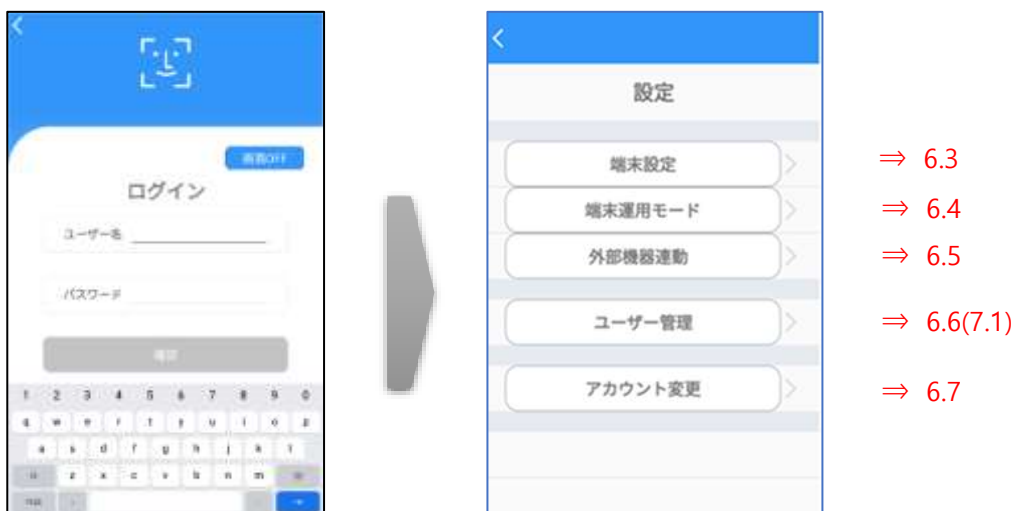 画面OFF
ログイン
ユーザー名
パスワード
確認
1 2 3 4 5 6 7 8 9 0
q w e r t y u i o p
a s d f g h j k l
z x c v b n m
設定
端末設定
⇒ 6.3
端末運用モード
⇒ 6.4
外部機器連動
⇒ 6.5
ユーザー管理
⇒ 6.6(7.1)
アカウント変更
⇒ 6.7